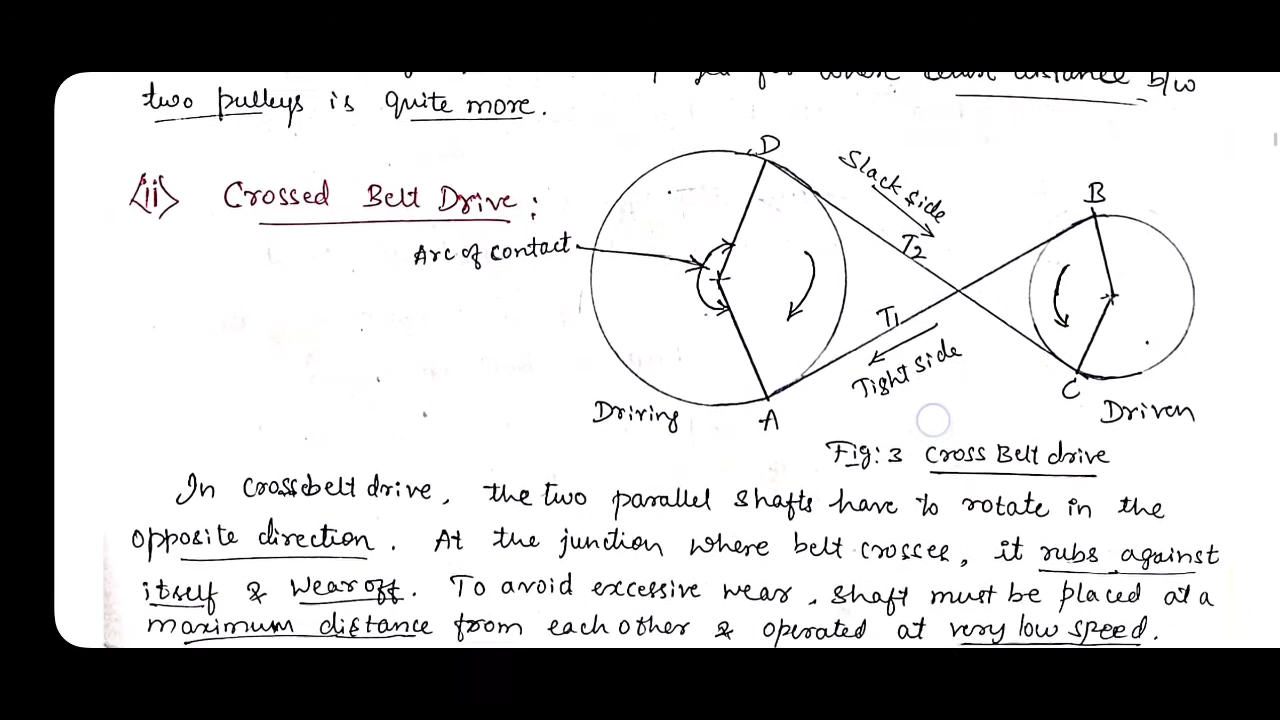 when least distance b/w
two pulleys is quite more.
(ii) Crossed Belt Drive :
Arc of contact
D
Slack side
T2
B
T1
Tight side
Driving
A
C
Driven
Fig: 3 Cross Belt drive
In crossbelt drive, the two parallel shafts have to rotate in the
opposite direction. At the junction where belt crosses, it rubs against
itself & wear off. To avoid excessive wear, shaft must be placed at a
maximum distance from each other & operated at very low speed.